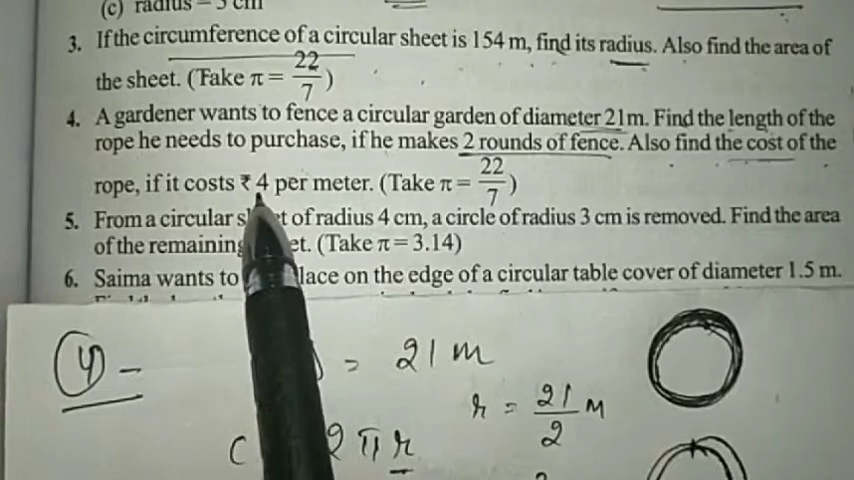 (c) radius = 3 cm
3. If the circumference of a circular sheet is 154 m, find its radius. Also find the area of
the sheet. (Take π = 22/7)
4. A gardener wants to fence a circular garden of diameter 21m. Find the length of the
rope he needs to purchase, if he makes 2 rounds of fence. Also find the cost of the
rope, if it costs ₹ 4 per meter. (Take π = 22/7)
5. From a circular et of radius 4 cm, a circle of radius 3 cm is removed. Find the area
of the remaining et. (Take π = 3.14)
6. Saima wants to lace on the edge of a circular table cover of diameter 1.5 m.
(4) - = 21 m
r = 21/2 m
C 2πr